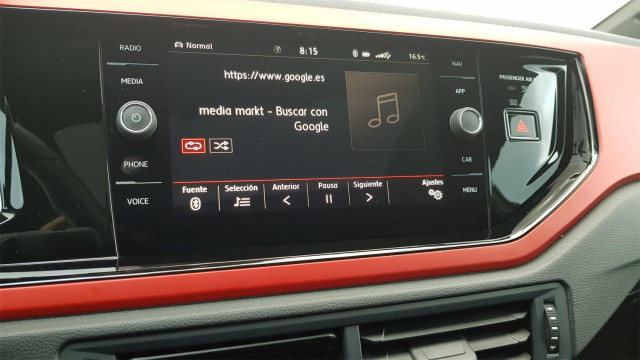 RADIO
MEDIA
PHONE
VOICE
Normal
8:15
16.5°C
https://www.google.es
media markt - Buscar con
Google
Fuente
Selección
Anterior
Pausa
Siguiente
Ajustes
NAV
APP
CAR
MENU
PASSENGER AIR